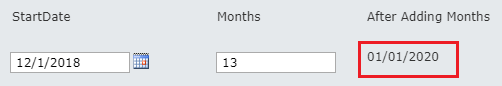 StartDate Months After Adding Months
12/1/2018 13 01/01/2020